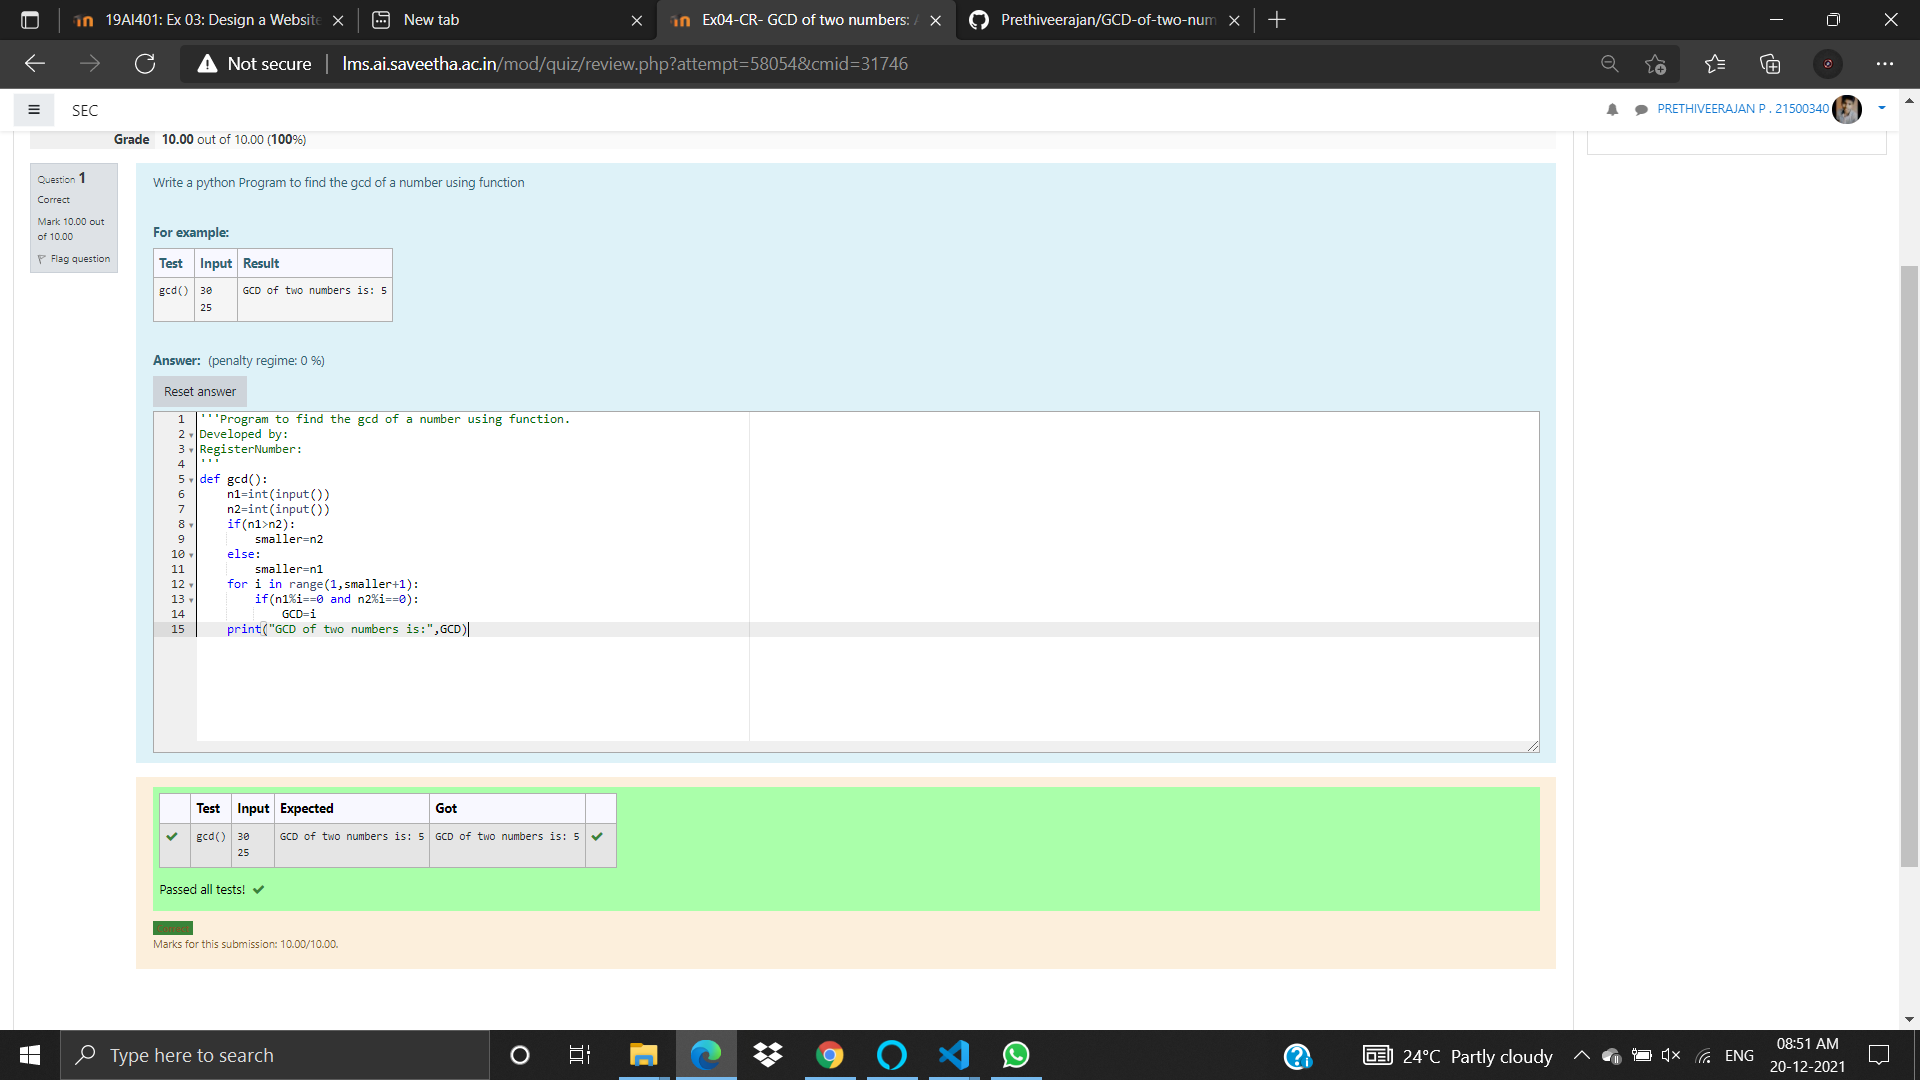 19AI401: Ex 03: Design a Website
New tab
Ex04-CR- GCD of two numbers: A
Prethiveerajan/GCD-of-two-num
Not secure
lms.ai.saveetha.ac.in/mod/quiz/review.php?attempt=58054&cmid=31746
SEC
PRETHIVEERAJAN P . 21500340
Grade 10.00 out of 10.00 (100%)
Question 1
Correct
Mark 10.00 out
of 10.00
Flag question
Write a python Program to find the gcd of a number using function
For example:
Test Input Result
gcd() 30 GCD of two numbers is: 5
25
Answer: (penalty regime: 0 %)
Reset answer
1 '''Program to find the gcd of a number using function.
2 Developed by:
3 RegisterNumber:
4 '''
5 def gcd():
6 n1=int(input())
7 n2=int(input())
8 if(n1>n2):
9 smaller=n2
10 else:
11 smaller=n1
12 for i in range(1,smaller+1):
13 if(n1%i==0 and n2%i==0):
14 GCD=i
15 print("GCD of two numbers is:",GCD)
Test Input Expected Got
gcd() 30 GCD of two numbers is: 5 GCD of two numbers is: 5
25
Passed all tests!
Marks for this submission: 10.00/10.00.
Type here to search
24°C Partly cloudy
ENG
08:51 AM
20-12-2021